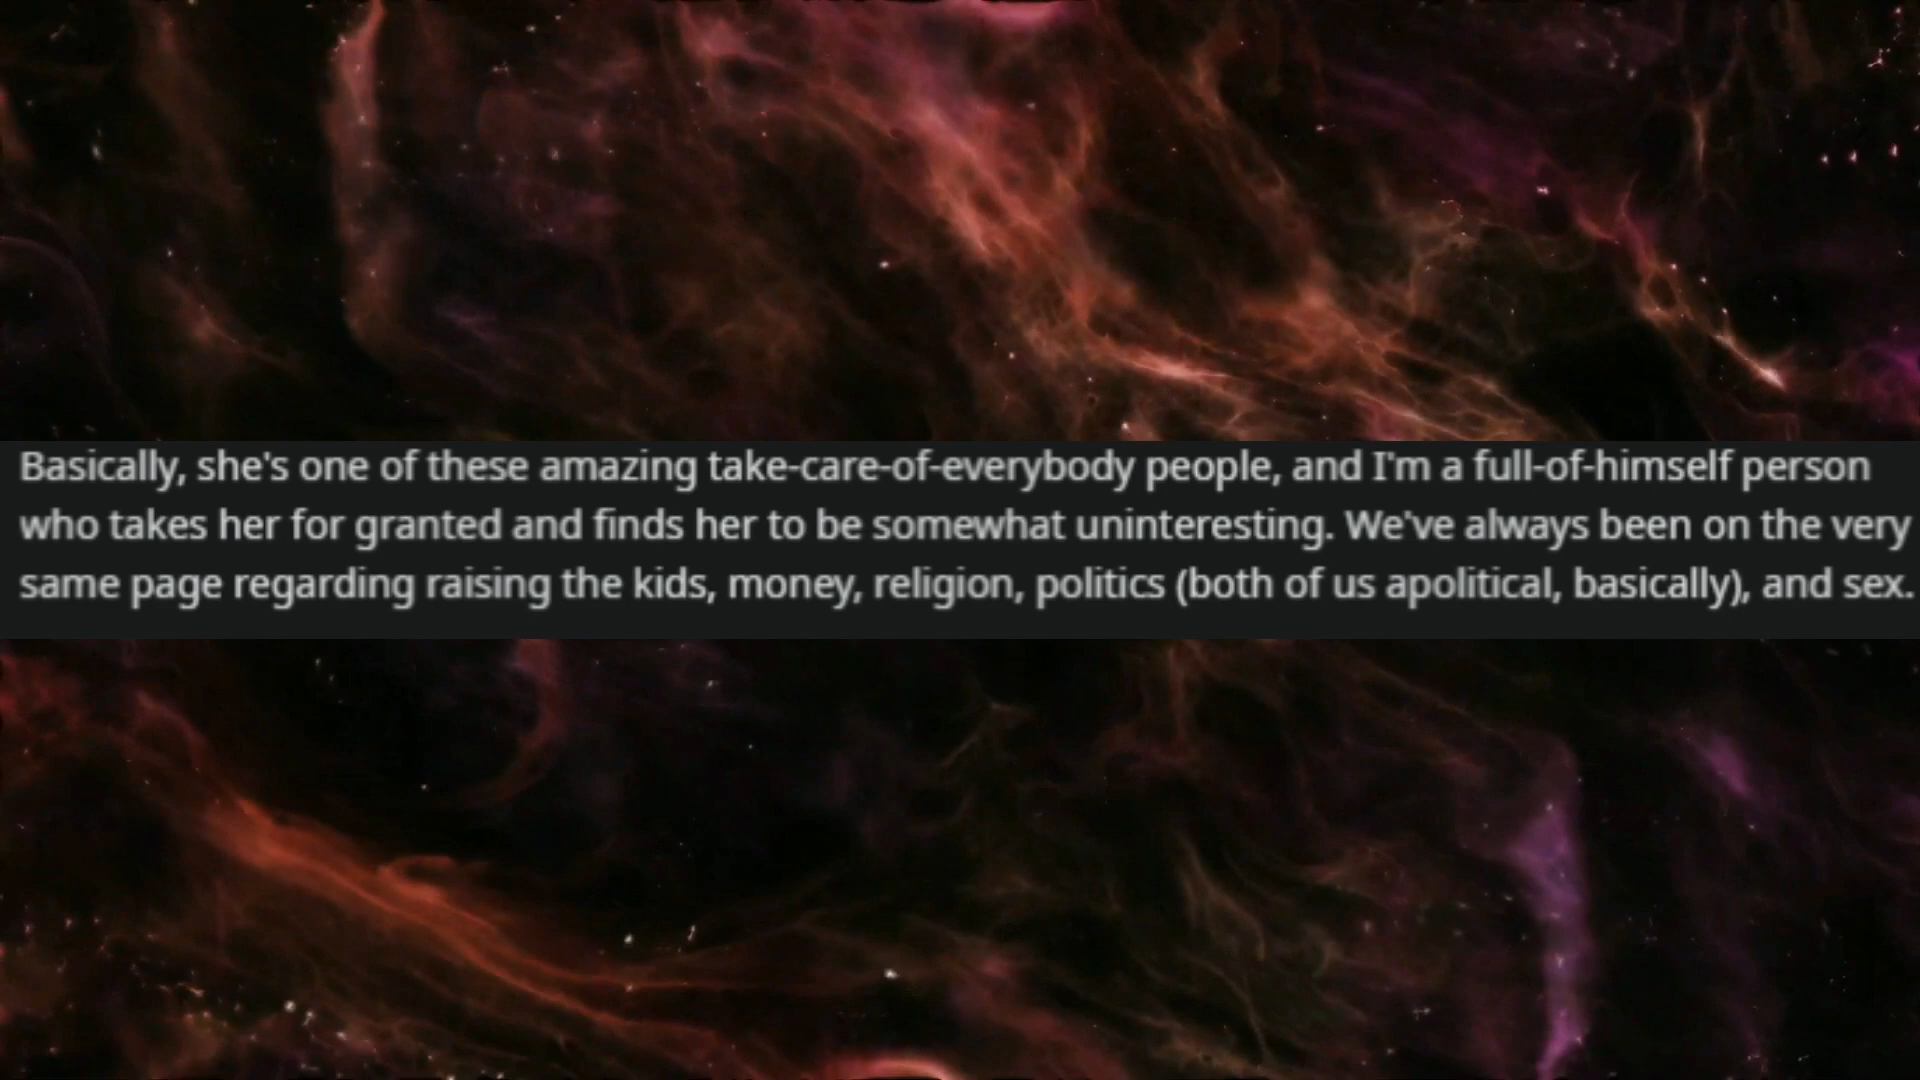 Basically, she's one of these amazing take-care-of-everybody people, and I'm a full-of-himself person
who takes her for granted and finds her to be somewhat uninteresting. We've always been on the very
same page regarding raising the kids, money, religion, politics (both of us apolitical, basically), and sex.